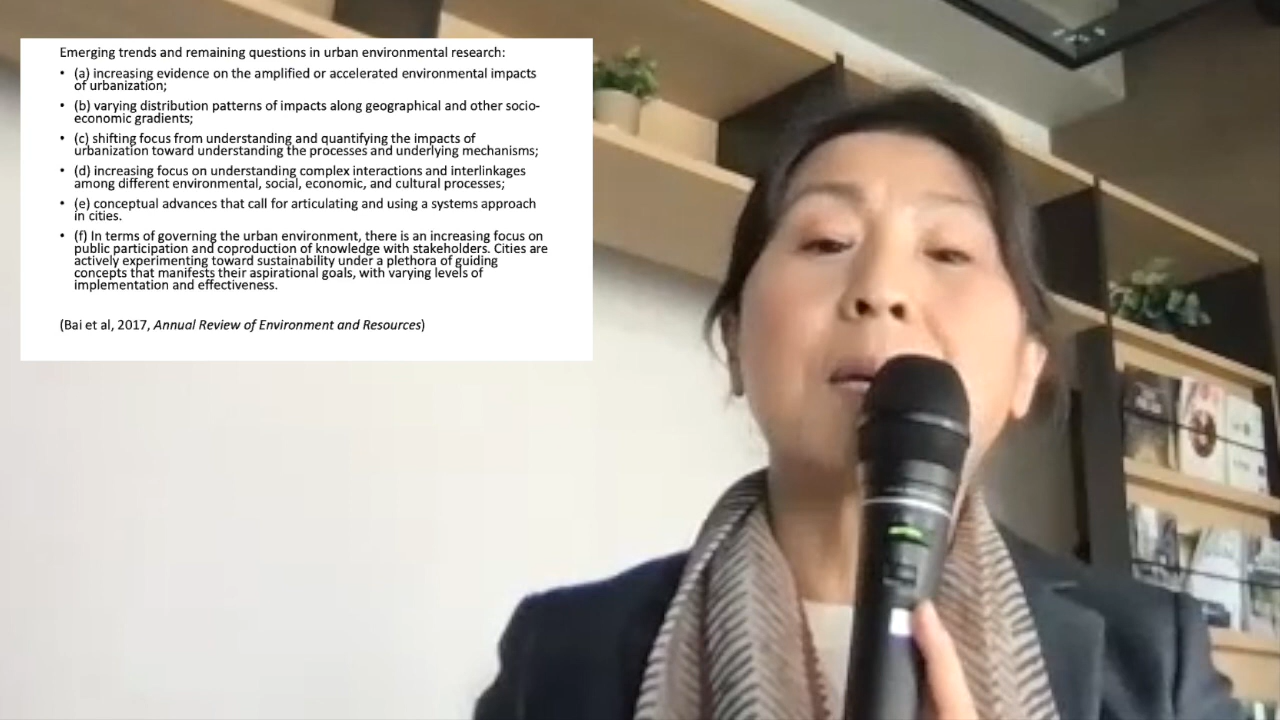 Emerging trends and remaining questions in urban environmental research:
• (a) increasing evidence on the amplified or accelerated environmental impacts
of urbanization;
• (b) varying distribution patterns of impacts along geographical and other socio-
economic gradients;
• (c) shifting focus from understanding and quantifying the impacts of
urbanization toward understanding the processes and underlying mechanisms;
• (d) increasing focus on understanding complex interactions and interlinkages
among different environmental, social, economic, and cultural processes;
• (e) conceptual advances that call for articulating and using a systems approach
in cities.
• (f) In terms of governing the urban environment, there is an increasing focus on
public participation and coproduction of knowledge with stakeholders. Cities are
actively experimenting toward sustainability under a plethora of guiding
concepts that manifests their aspirational goals, with varying levels of
implementation and effectiveness.
(Bai et al, 2017, Annual Review of Environment and Resources)